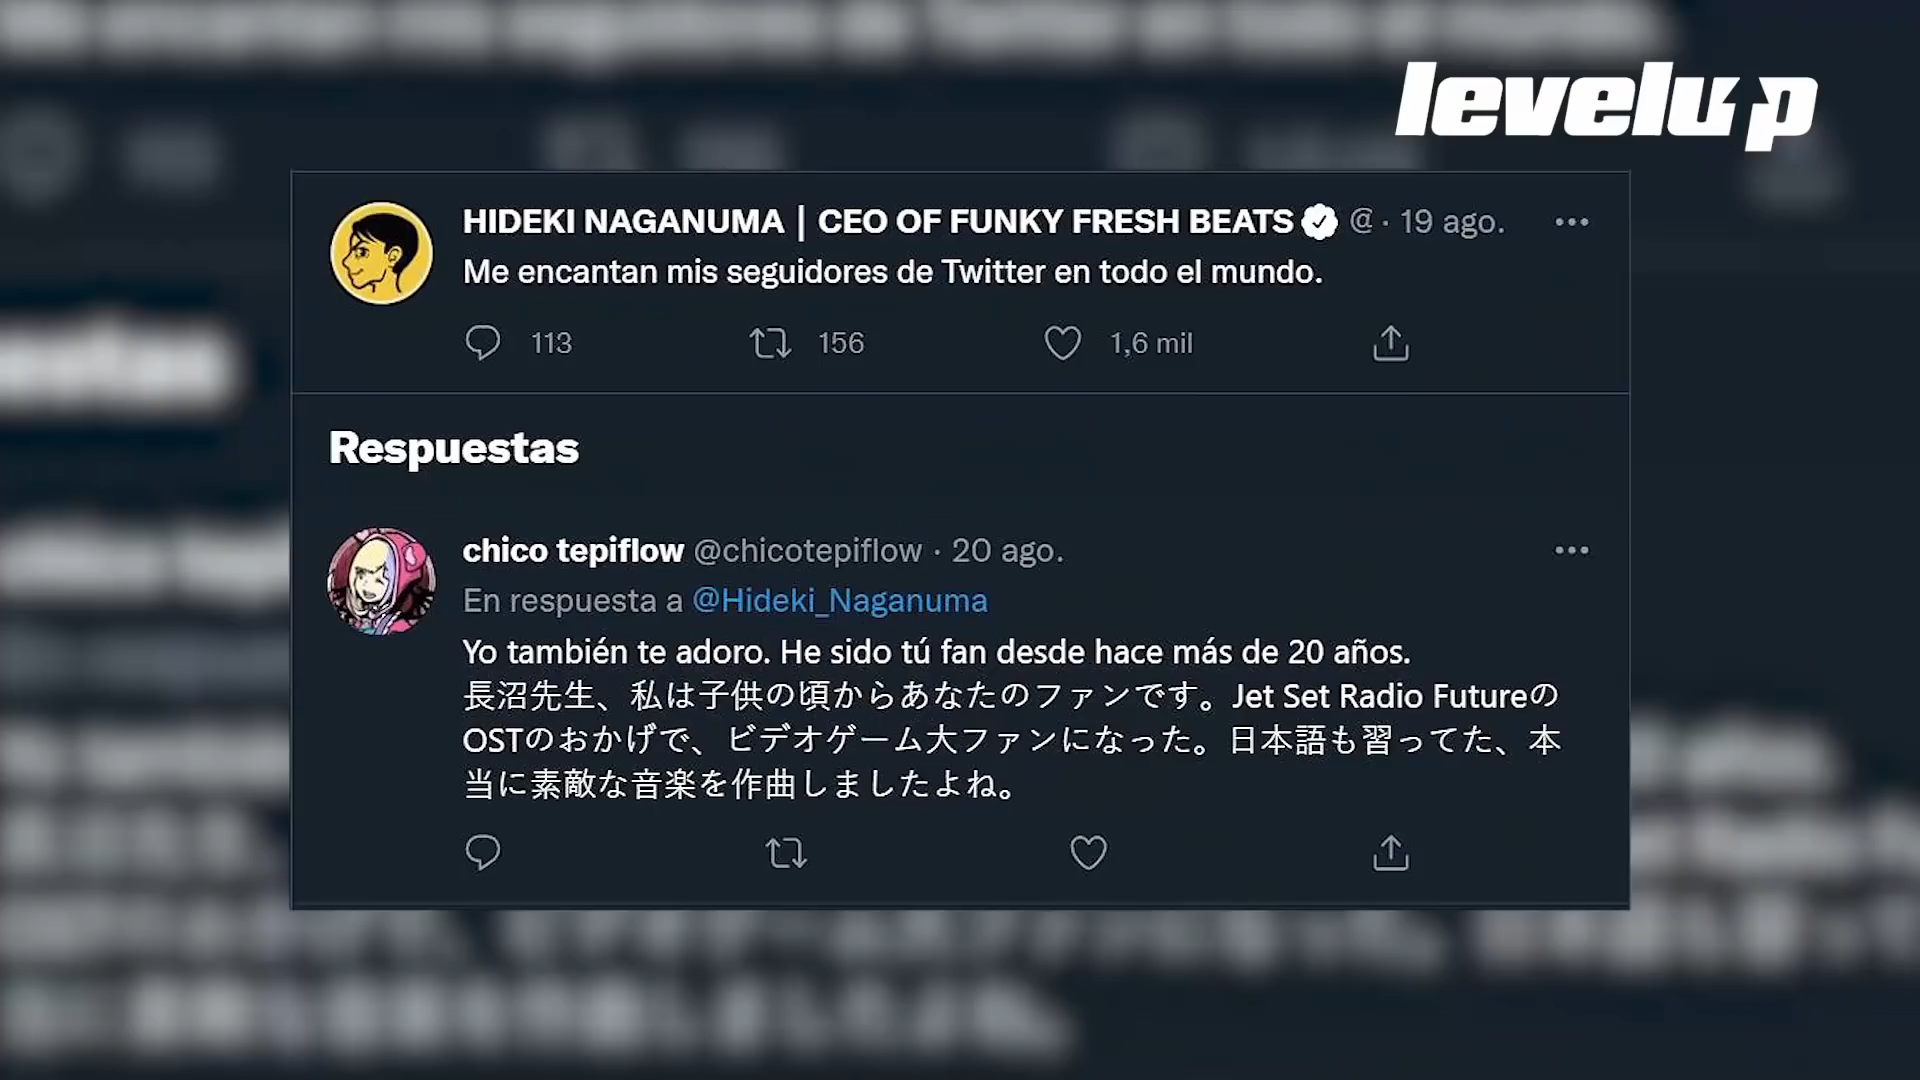 levelup
HIDEKI NAGANUMA | CEO OF FUNKY FRESH BEATS @ · 19 ago.
Me encantan mis seguidores de Twitter en todo el mundo.
113 156 1,6 mil
Respuestas
chico tepiflow @chicotepiflow · 20 ago.
En respuesta a @Hideki_Naganuma
Yo también te adoro. He sido tú fan desde hace más de 20 años.
長沼先生、私は子供の頃からあなたのファンです。Jet Set Radio Futureの
OSTのおかげで、ビデオゲーム大ファンになった。日本語も習ってた、本
当に素敵な音楽を作曲しましたよね。